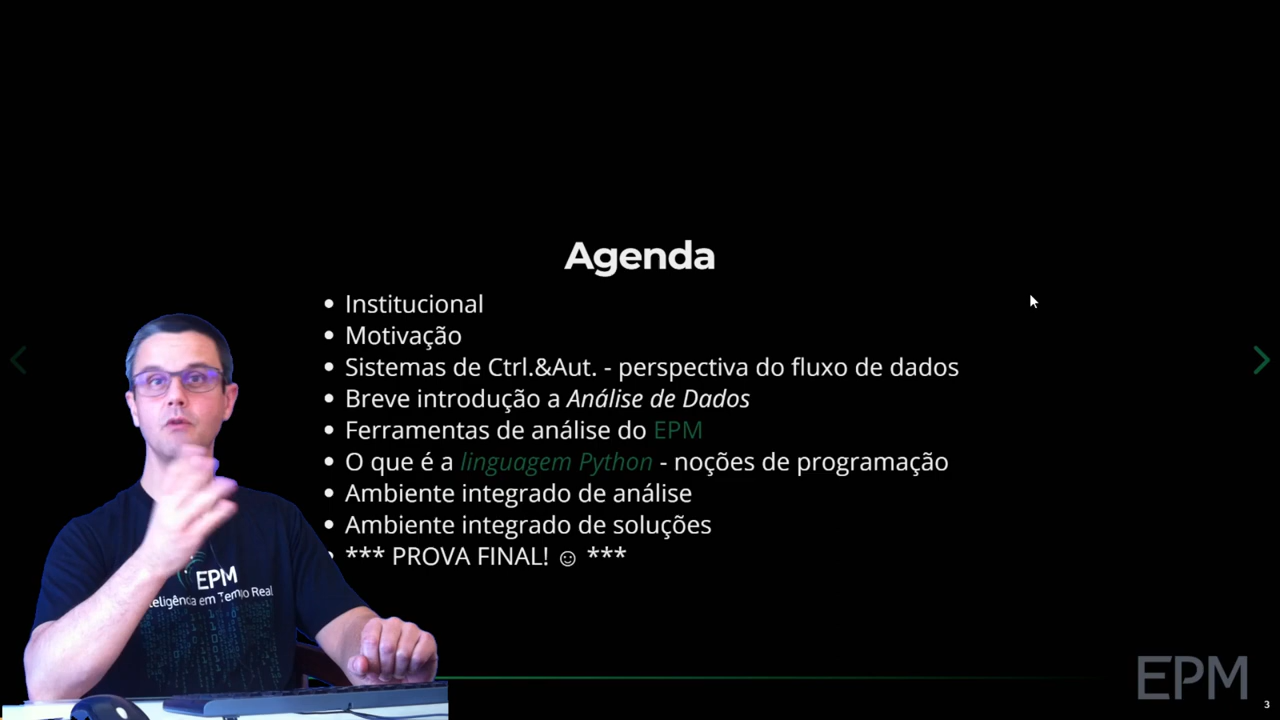 Agenda
Institucional
Motivação
Sistemas de Ctrl.&Aut. - perspectiva do fluxo de dados
Breve introdução a Análise de Dados
Ferramentas de análise do EPM
O que é a linguagem Python - noções de programação
Ambiente integrado de análise
Ambiente integrado de soluções
*** PROVA FINAL! ☺ ***
EPM
teligência em Tempo Real
EPM
3